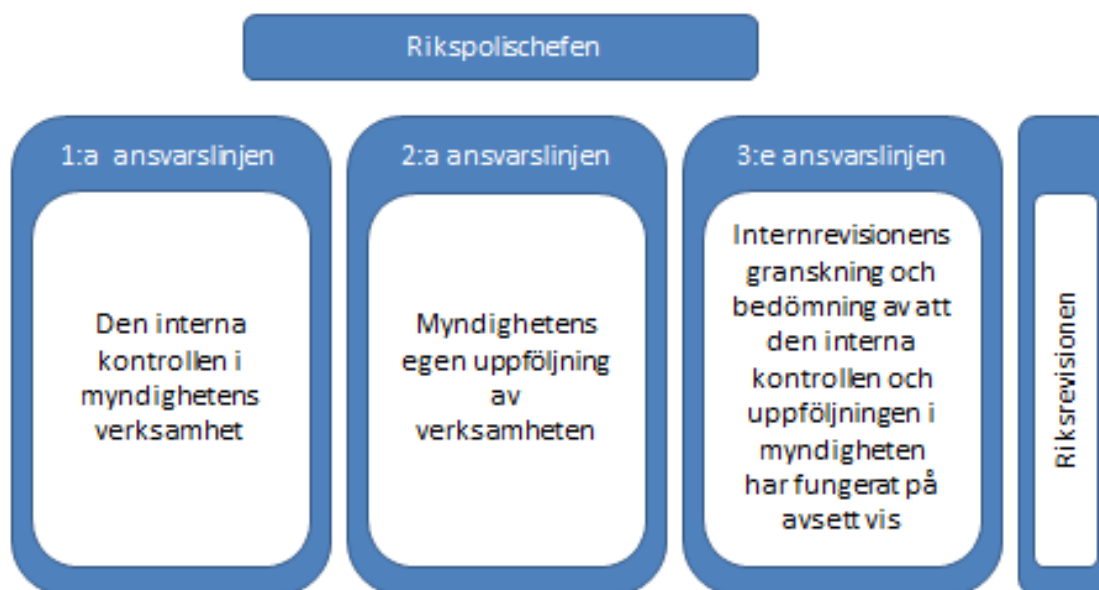 Rikspolischefen
1:a ansvarslinjen
Den interna
kontrollen i
myndighetens
verksamhet
2:a ansvarslinjen
Myndighetens
egen uppföljning
av
verksamheten
3:e ansvarslinjen
Internrevisionens
granskning och
bedömning av att
den interna
kontrollen och
uppföljningen i
myndigheten
har fungerat på
avsett vis
Riksrevisionen